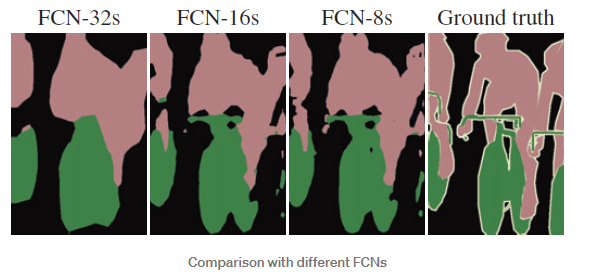 FCN-32s FCN-16s FCN-8s Ground truth
Comparison with different FCNs